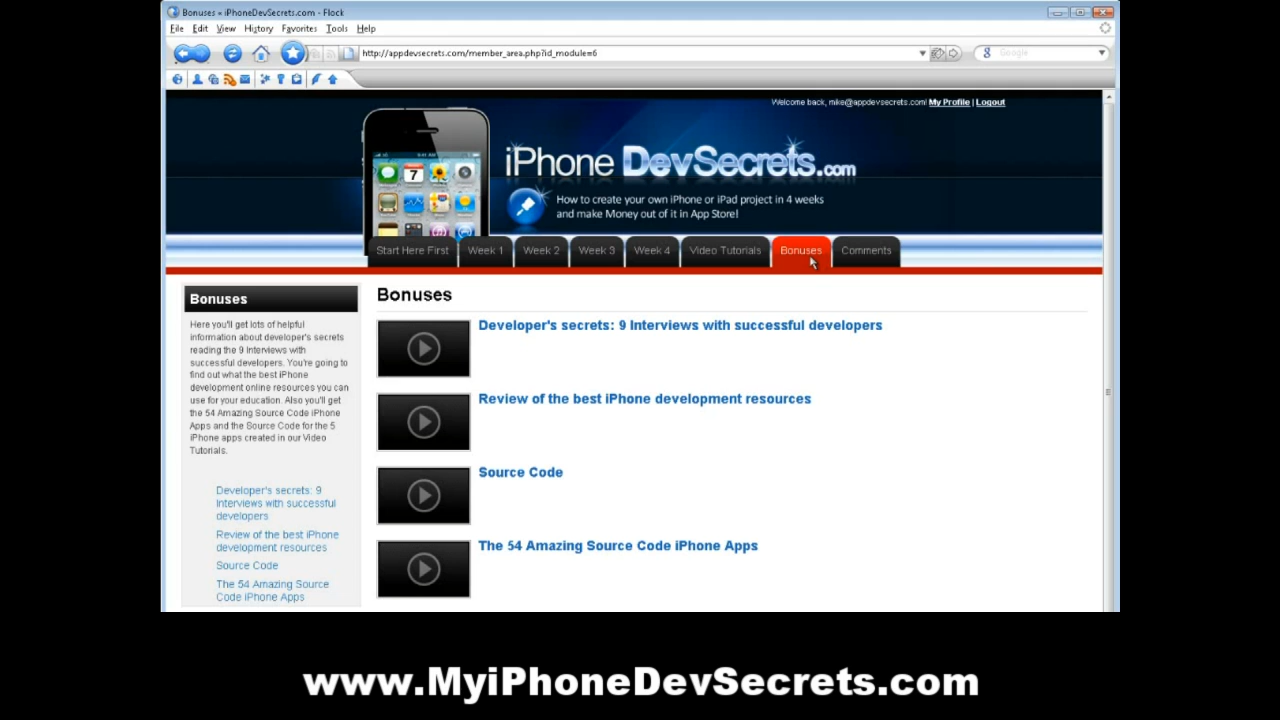 Bonuses » iPhoneDevSecrets.com - Flock
File Edit View History Favorites Tools Help
http://appdevsecrets.com/member_area.php?id_module=6
Google
Welcome back, mike@appdevsecrets.com! My Profile | Logout
iPhone DevSecrets.com
How to create your own iPhone or iPad project in 4 weeks
and make Money out of it in App Store!
7
Start Here First Week 1 Week 2 Week 3 Week 4 Video Tutorials Bonuses Comments
Bonuses
Here you'll get lots of helpful
information about developer's secrets
reading the 9 Interviews with
successful developers. You're going to
find out what the best iPhone
development online resources you can
use for your education. Also you'll get
the 54 Amazing Source Code iPhone
Apps and the Source Code for the 5
iPhone apps created in our Video
Tutorials.
Developer's secrets: 9
Interviews with successful
developers
Review of the best iPhone
development resources
Source Code
The 54 Amazing Source
Code iPhone Apps
Bonuses
Developer's secrets: 9 Interviews with successful developers
Review of the best iPhone development resources
Source Code
The 54 Amazing Source Code iPhone Apps
www.MyiPhoneDevSecrets.com